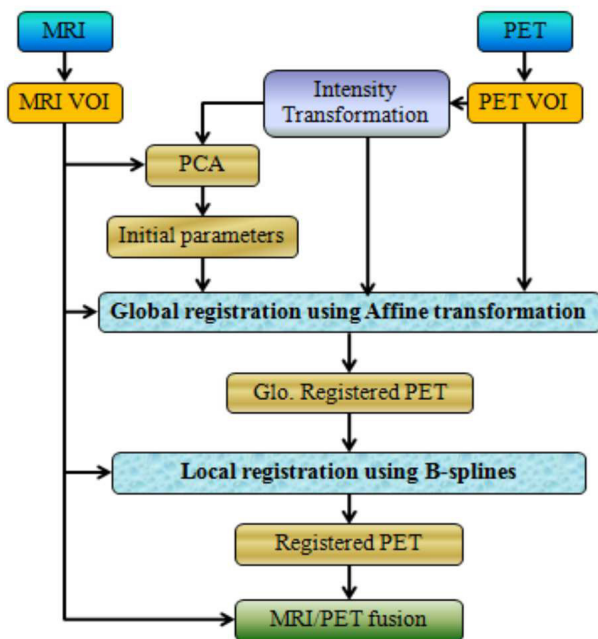 MRI
PET
MRI VOI
Intensity
Transformation
PET VOI
PCA
Initial parameters
Global registration using Affine transformation
Glo. Registered PET
Local registration using B-splines
Registered PET
MRI/PET fusion